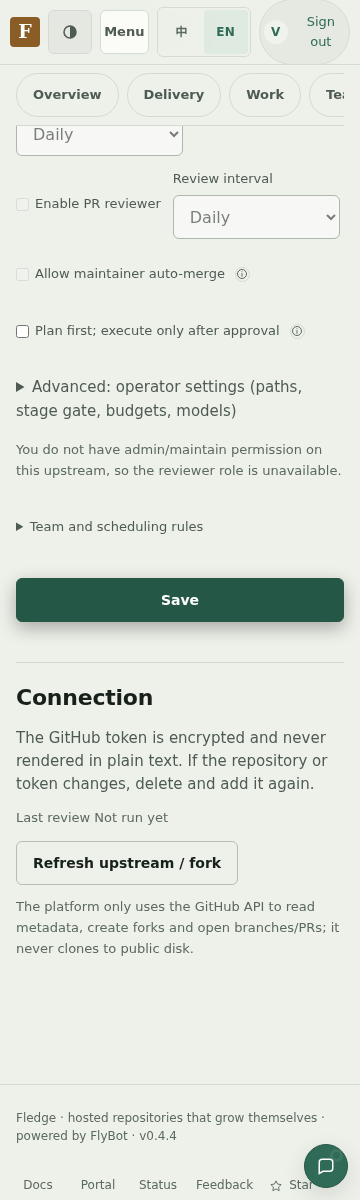 F Menu 中 EN V Sign out
Overview Delivery Work
Daily
Review interval
Enable PR reviewer Daily
Allow maintainer auto-merge
Plan first; execute only after approval
Advanced: operator settings (paths,
stage gate, budgets, models)
You do not have admin/maintain permission on
this upstream, so the reviewer role is unavailable.
Team and scheduling rules
Save
Connection
The GitHub token is encrypted and never
rendered in plain text. If the repository or
token changes, delete and add it again.
Last review Not run yet
Refresh upstream / fork
The platform only uses the GitHub API to read
metadata, create forks and open branches/PRs; it
never clones to public disk.
Fledge · hosted repositories that grow themselves ·
powered by FlyBot · v0.4.4
Docs Portal Status Feedback Star